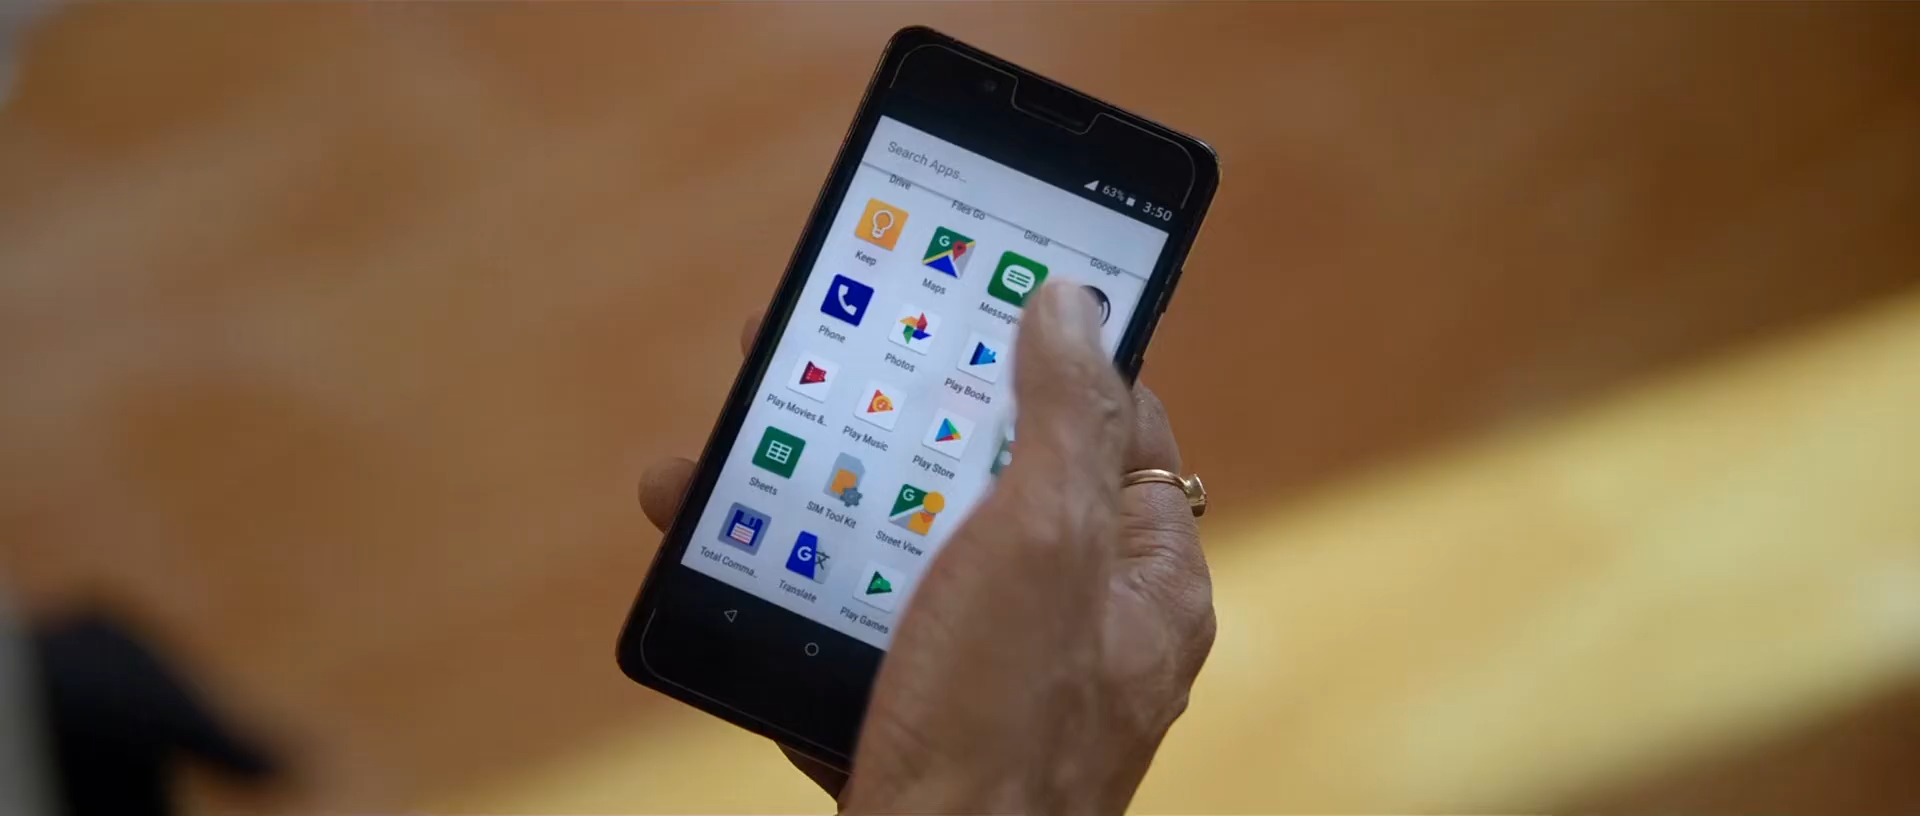 Search Apps...
63% 3:50
Drive Files Go Gmail Google
Keep Maps Messaging
Phone Photos Play Books
Play Movies &.. Play Music Play Store
Sheets SIM Tool Kit Street View
Total Comma.. Translate Play Games